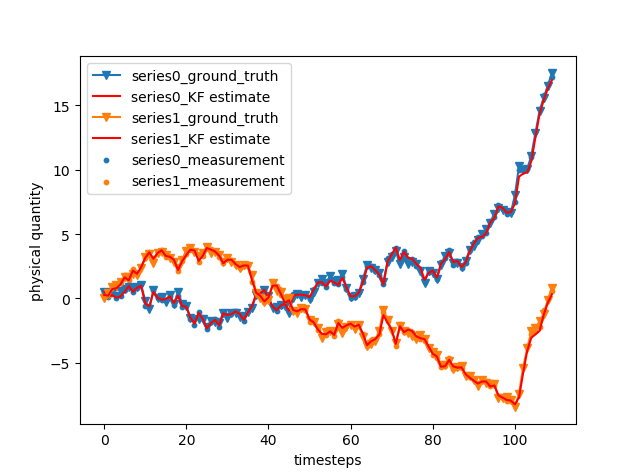 series0_ground_truth
series0_KF estimate
series1_ground_truth
series1_KF estimate
series0_measurement
series1_measurement
physical quantity
15
10
5
0
−5
0 20 40 60 80 100
timesteps